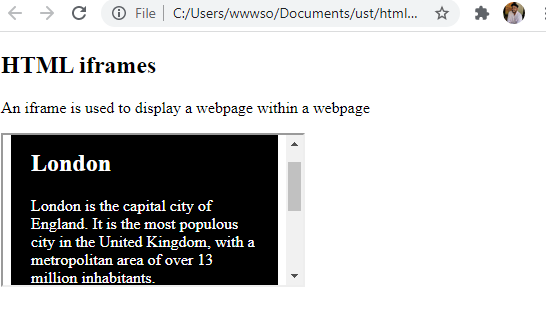 File | C:/Users/wwwso/Documents/ust/html...
HTML iframes
An iframe is used to display a webpage within a webpage
London
London is the capital city of
England. It is the most populous
city in the United Kingdom, with a
metropolitan area of over 13
million inhabitants.